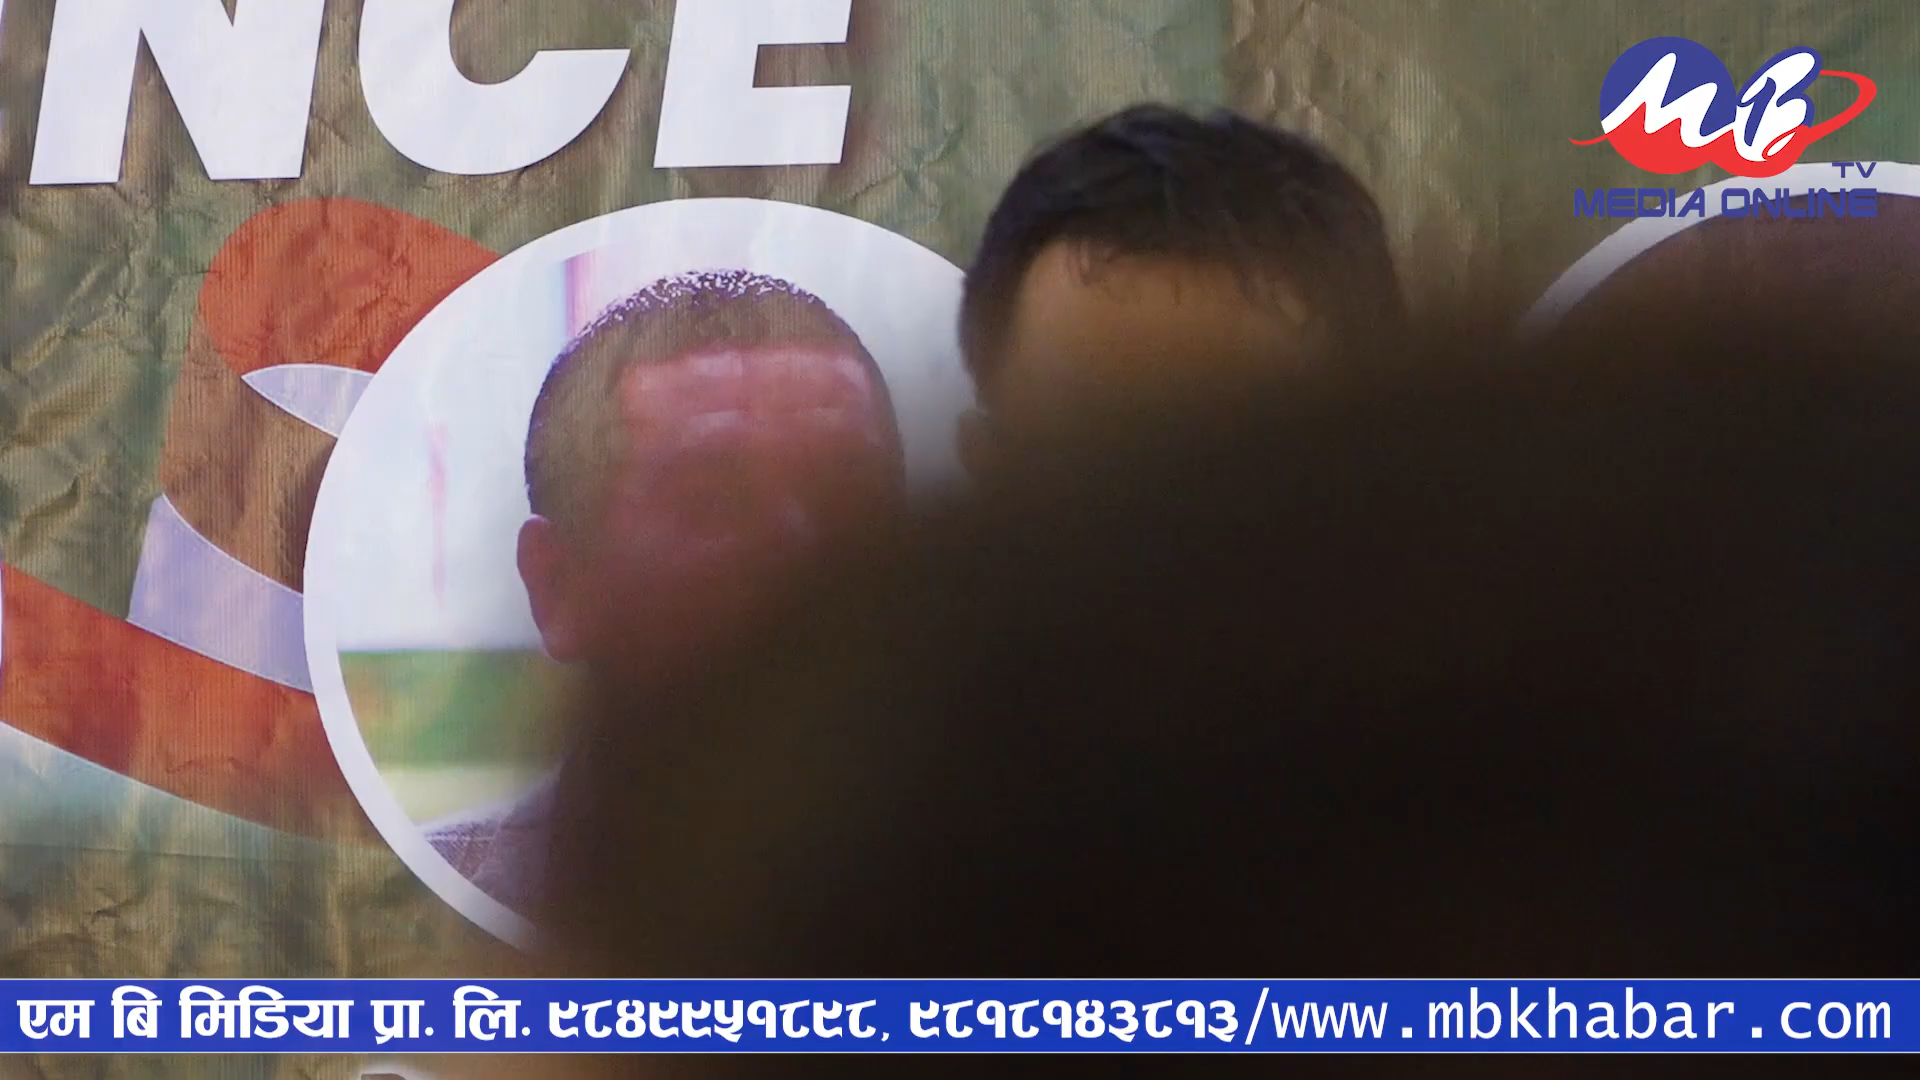 NCE
MB
TV
MEDIA ONLINE
एम बि मिडिया प्रा. लि. ९८४९९५१८९८, ९८१८१४३८१३/www.mbkhabar.com